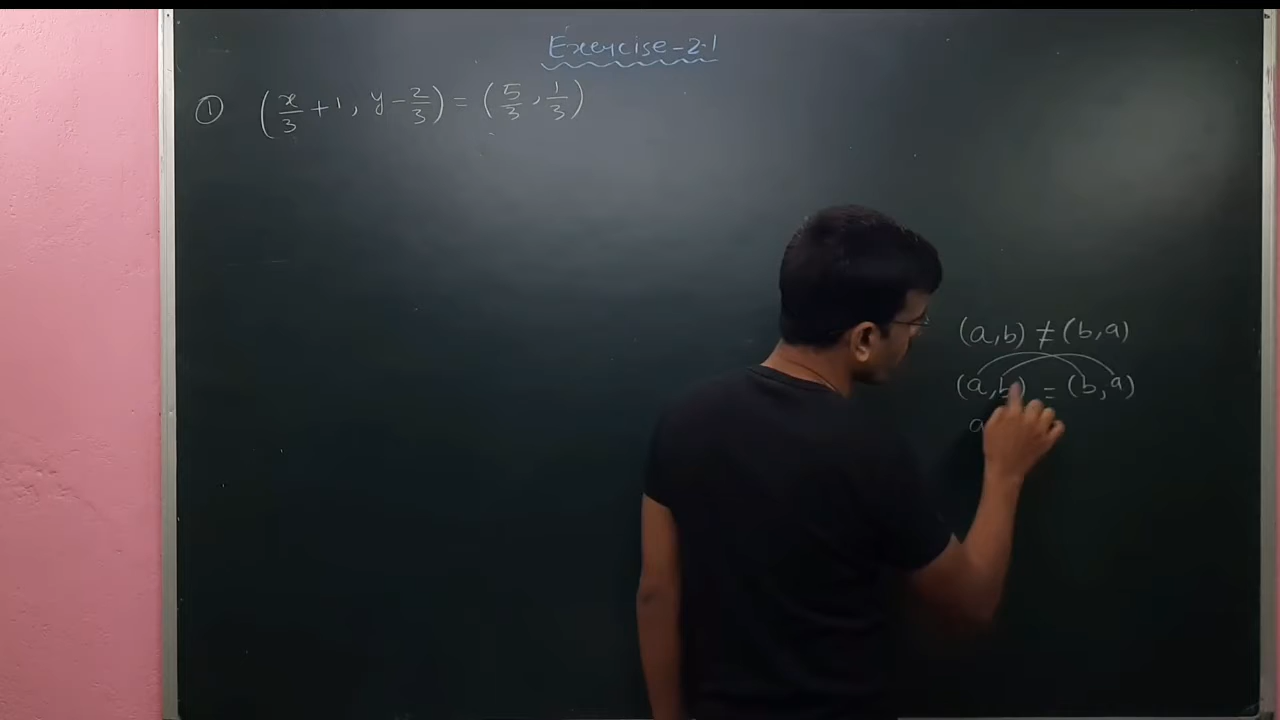 Exercise-2.1
① (x/3 + 1, y - 2/3) = (5/3, 1/3)
(a,b) ≠ (b,a)
(a,b) = (b,a)
a